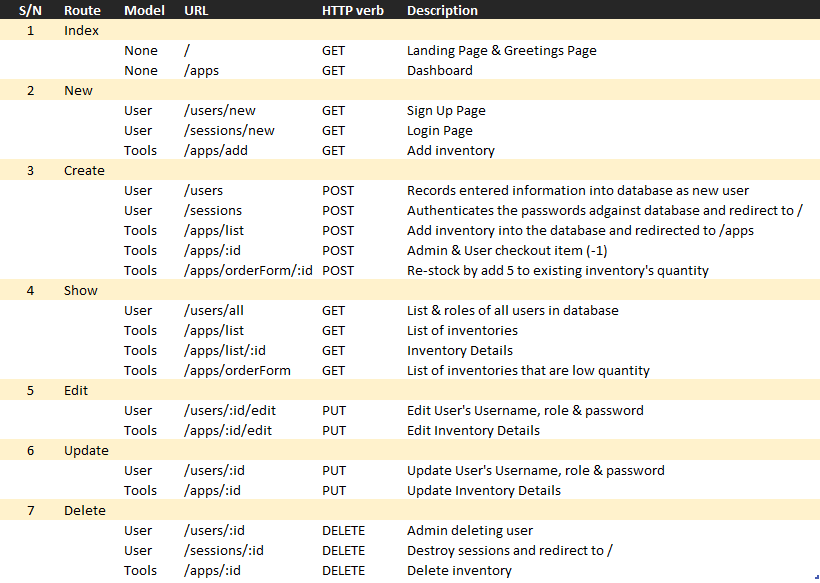 S/N Route Model URL HTTP verb Description
1 Index
None / GET Landing Page & Greetings Page
None /apps GET Dashboard
2 New
User /users/new GET Sign Up Page
User /sessions/new GET Login Page
Tools /apps/add GET Add inventory
3 Create
User /users POST Records entered information into database as new user
User /sessions POST Authenticates the passwords adgainst database and redirect to /
Tools /apps/list POST Add inventory into the database and redirected to /apps
Tools /apps/:id POST Admin & User checkout item (-1)
Tools /apps/orderForm/:id POST Re-stock by add 5 to existing inventory's quantity
4 Show
User /users/all GET List & roles of all users in database
Tools /apps/list GET List of inventories
Tools /apps/list/:id GET Inventory Details
Tools /apps/orderForm GET List of inventories that are low quantity
5 Edit
User /users/:id/edit PUT Edit User's Username, role & password
Tools /apps/:id/edit PUT Edit Inventory Details
6 Update
User /users/:id PUT Update User's Username, role & password
Tools /apps/:id PUT Update Inventory Details
7 Delete
User /users/:id DELETE Admin deleting user
User /sessions/:id DELETE Destroy sessions and redirect to /
Tools /apps/:id DELETE Delete inventory